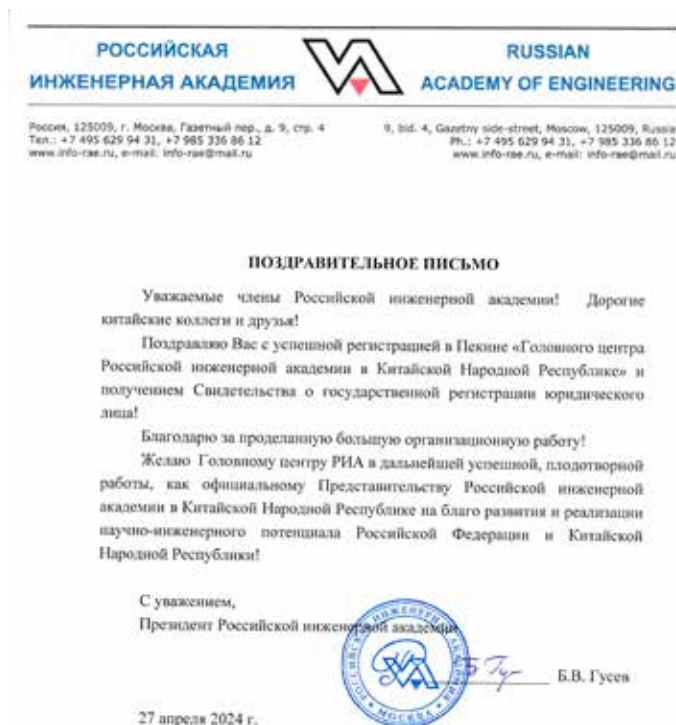 РОССИЙСКАЯ
ИНЖЕНЕРНАЯ АКАДЕМИЯ
RUSSIAN
ACADEMY OF ENGINEERING
Россия, 125009, г. Москва, Газетный пер., д. 9, стр. 4
Тел.: +7 495 629 94 31, +7 985 336 86 12
www.info-rae.ru, e-mail: info-rae@mail.ru
9, bld. 4, Gazetny side-street, Moscow, 125009, Russia
Ph.: +7 495 629 94 31, +7 985 336 86 12
www.info-rae.ru, e-mail: info-rae@mail.ru
ПОЗДРАВИТЕЛЬНОЕ ПИСЬМО
Уважаемые члены Российской инженерной академии! Дорогие
китайские коллеги и друзья!
Поздравляю Вас с успешной регистрацией в Пекине «Головного центра
Российской инженерной академии в Китайской Народной Республике» и
получением Свидетельства о государственной регистрации юридического
лица!
Благодарю за проделанную большую организационную работу!
Желаю Головному центру РИА в дальнейшей успешной, плодотворной
работы, как официальному Представительству Российской инженерной
академии в Китайской Народной Республике на благо развития и реализации
научно-инженерного потенциала Российской Федерации и Китайской
Народной Республики!
С уважением,
Президент Российской инженерной академии
РОССИЙСКАЯ ИНЖЕНЕРНАЯ АКАДЕМИЯ
МОСКВА
Б.В. Гусев
27 апреля 2024 г.